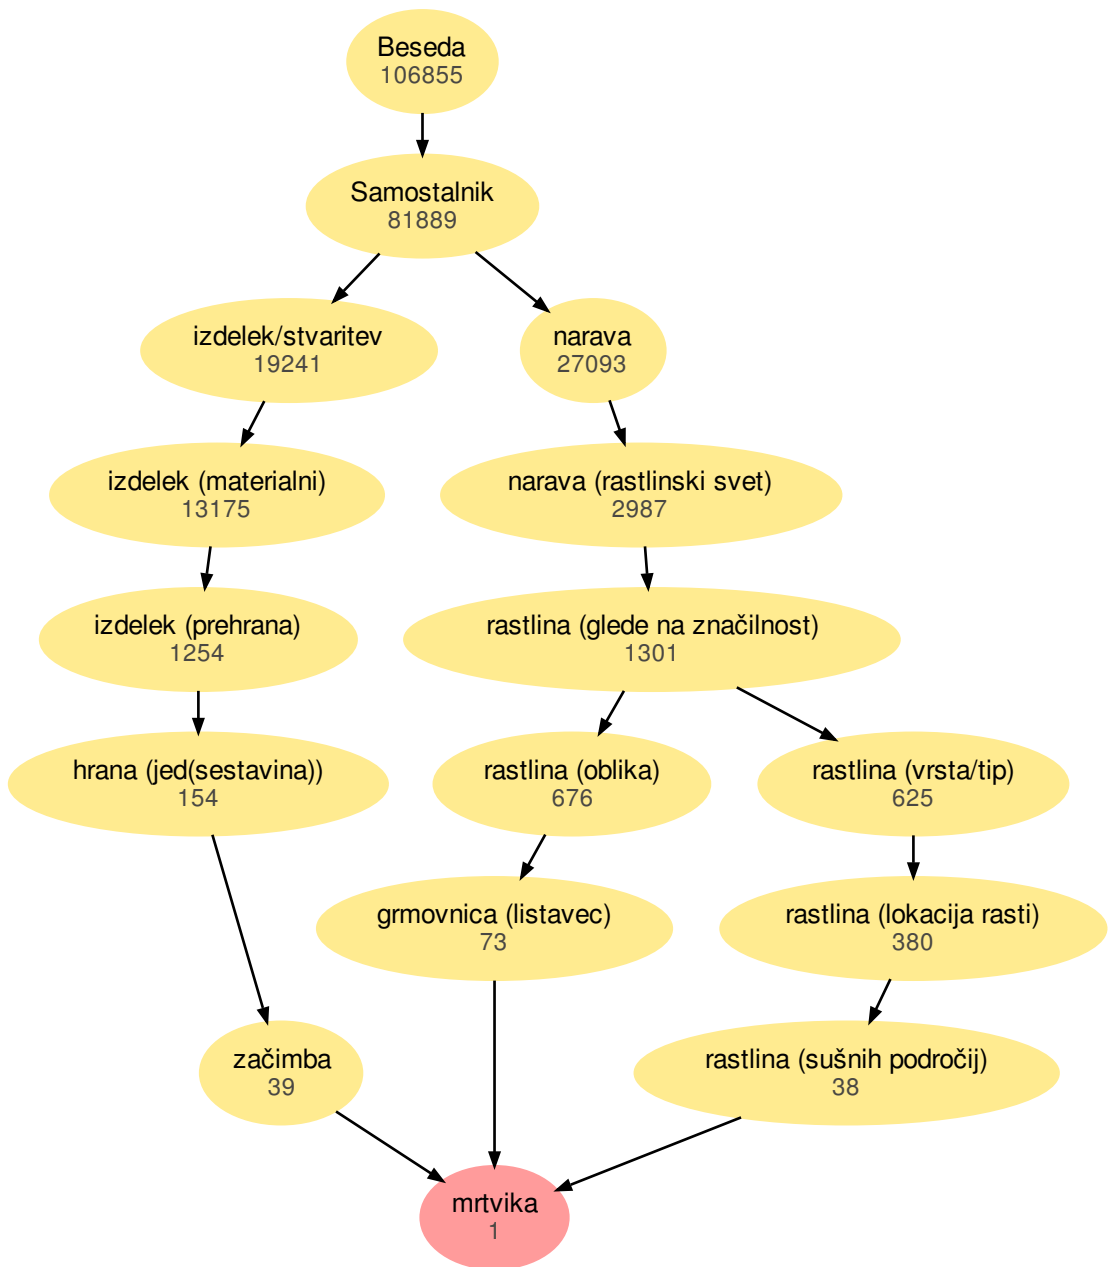 Beseda
106855
Samostalnik
81889
izdelek/stvaritev
19241
narava
27093
izdelek (materialni)
13175
narava (rastlinski svet)
2987
izdelek (prehrana)
1254
rastlina (glede na značilnost)
1301
hrana (jed(sestavina))
154
rastlina (oblika)
676
rastlina (vrsta/tip)
625
grmovnica (listavec)
73
rastlina (lokacija rasti)
380
začimba
39
rastlina (sušnih področij)
38
mrtvika
1